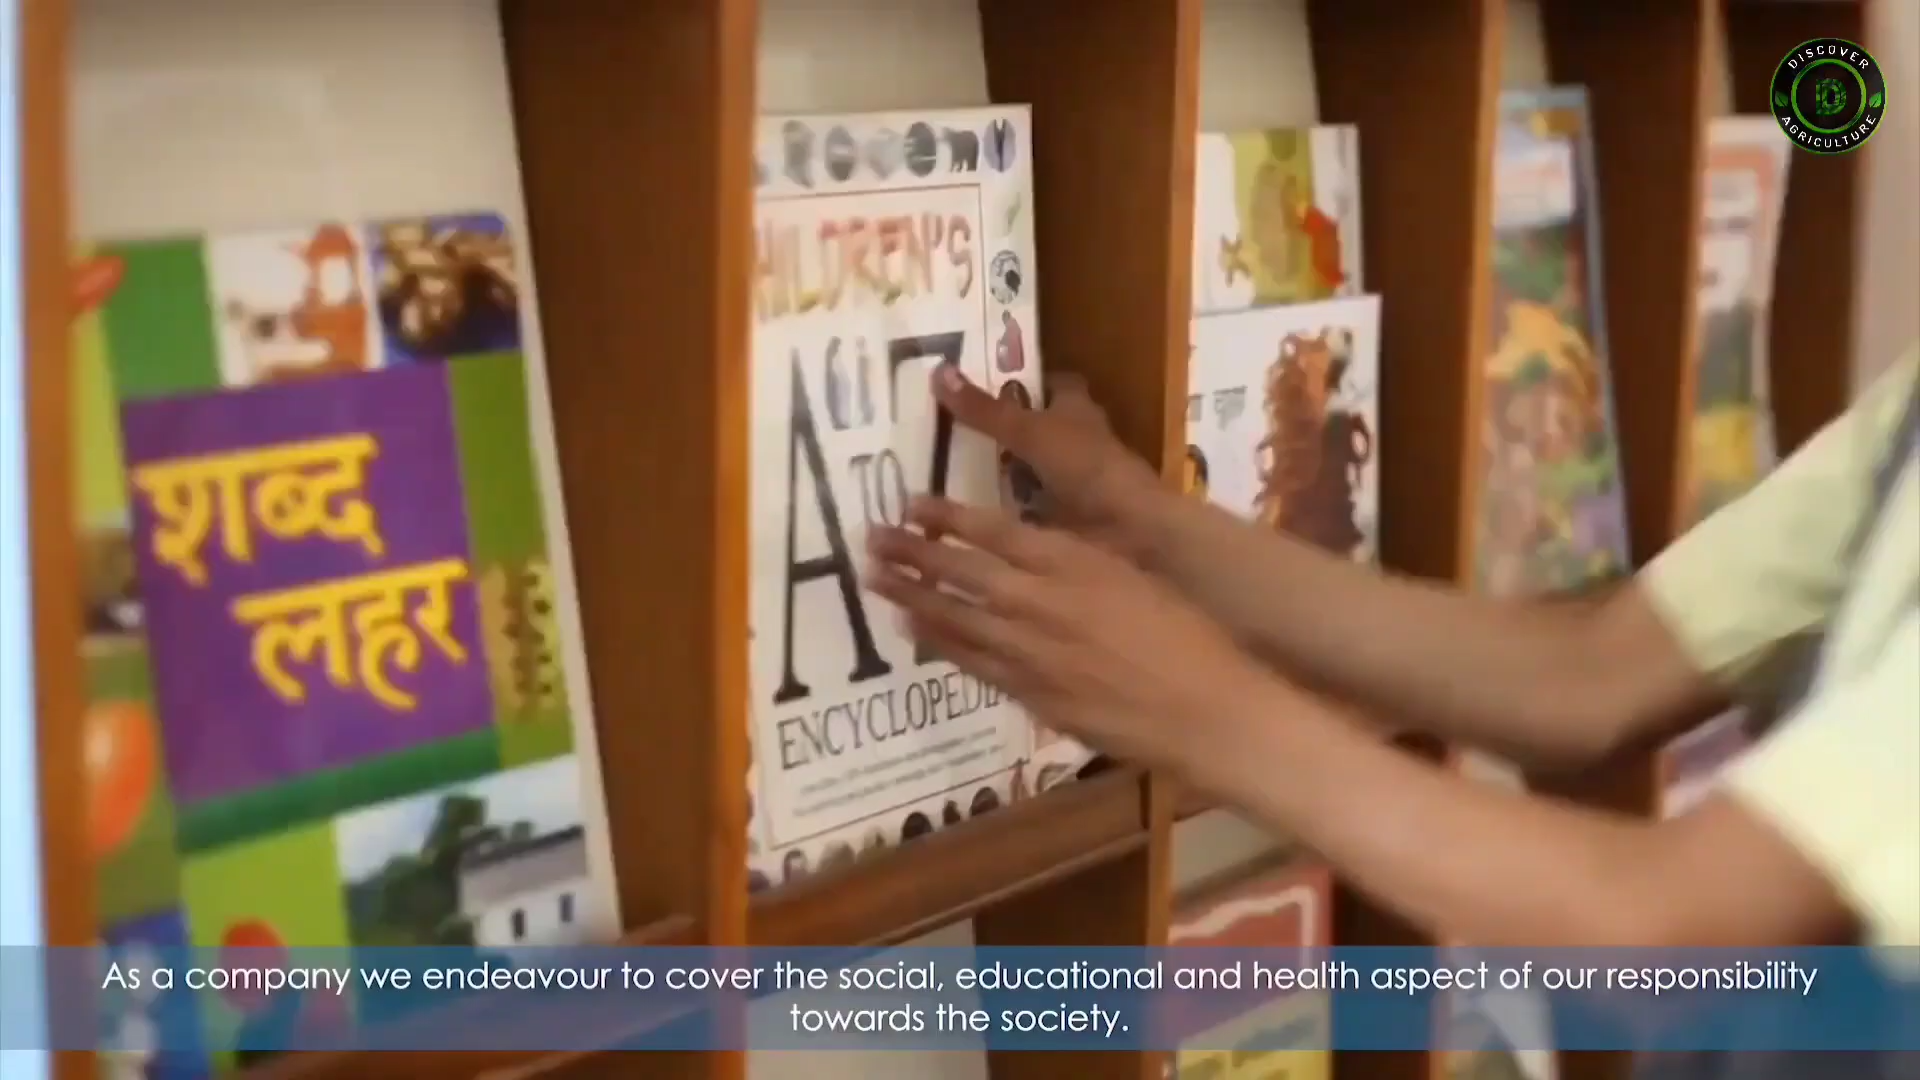 DISCOVER
AGRICULTURE
शब्द
लहर
CHILDREN'S
A TO Z
ENCYCLOPEDIA
As a company we endeavour to cover the social, educational and health aspect of our responsibility
towards the society.